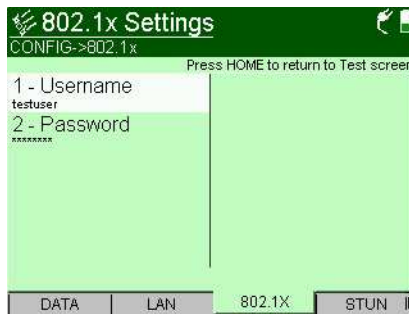 802.1x Settings
CONFIG->802.1x
Press HOME to return to Test screen
1 - Username
testuser
2 - Password
********
DATA LAN 802.1X STUN